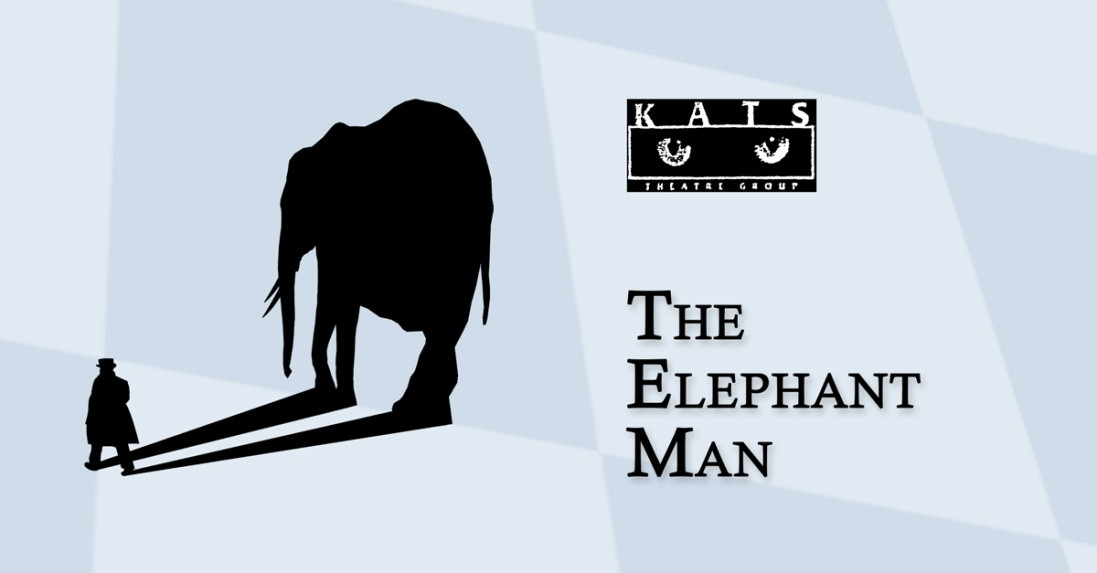 KATS
THEATRE GROUP
THE
ELEPHANT
MAN